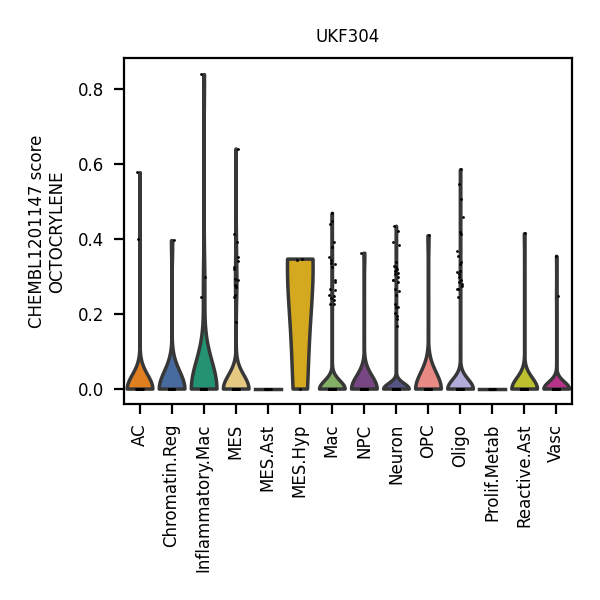 UKF304
CHEMBL1201147 score
OCTOCRYLENE
0.8
0.6
0.4
0.2
0.0
AC
Chromatin.Reg
Inflammatory.Mac
MES
MES.Ast
MES.Hyp
Mac
NPC
Neuron
OPC
Oligo
Prolif.Metab
Reactive.Ast
Vasc